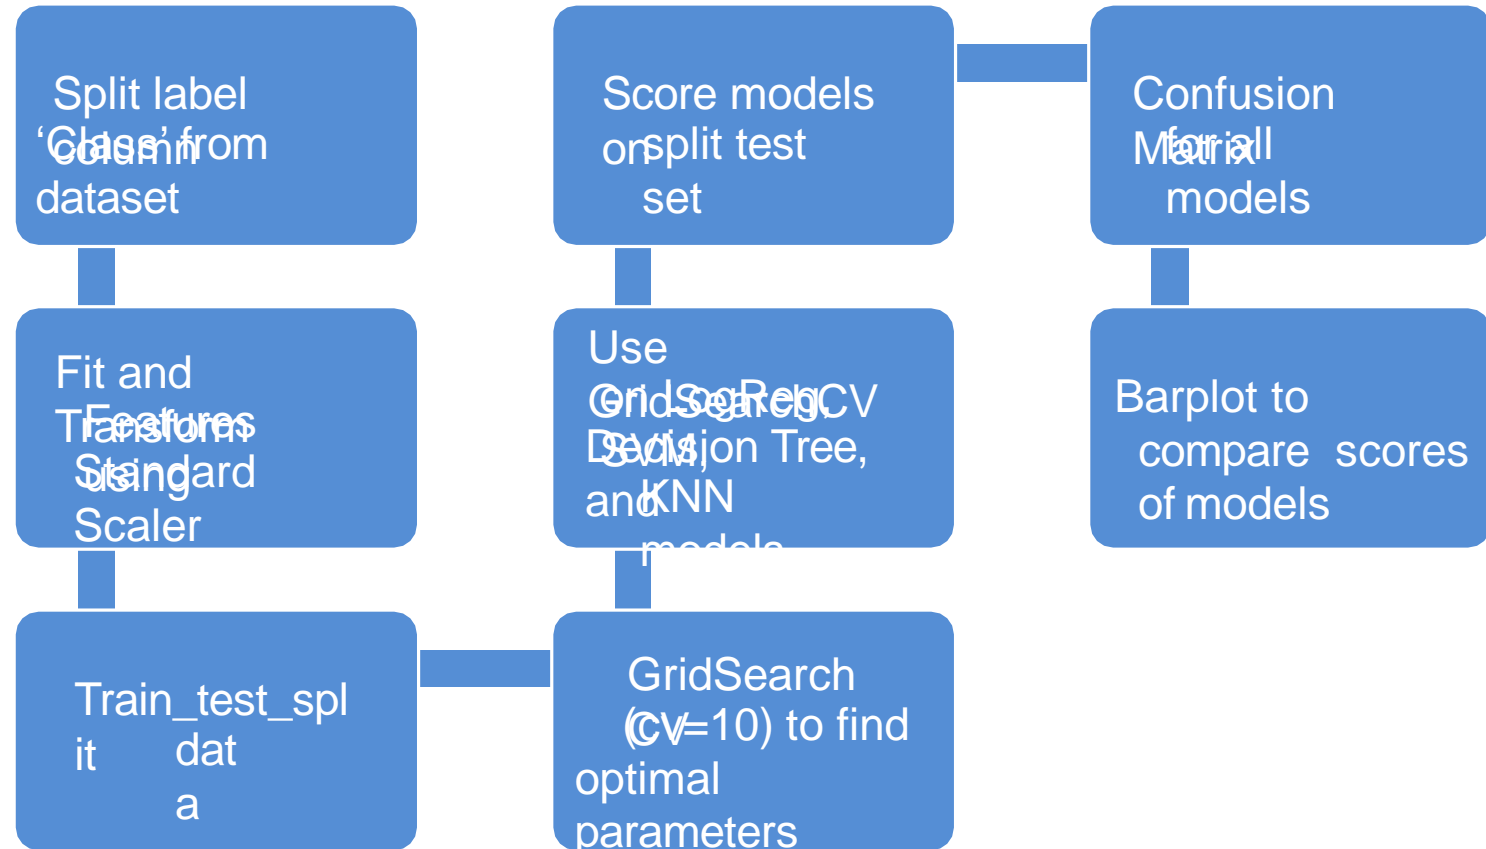 Split label
column
‘Class’ from
dataset
Fit and
Transform
Features
using
Standard
Scaler
Train_test_spl
it
dat
a
GridSearch
CV
(cv=10) to find
optimal
parameters
Use
GridSearchCV
on LogReg,
SVM,
Decision Tree,
and
KNN
models
Score models
on
split test
set
Confusion
Matrix
for all
models
Barplot to
compare scores
of models